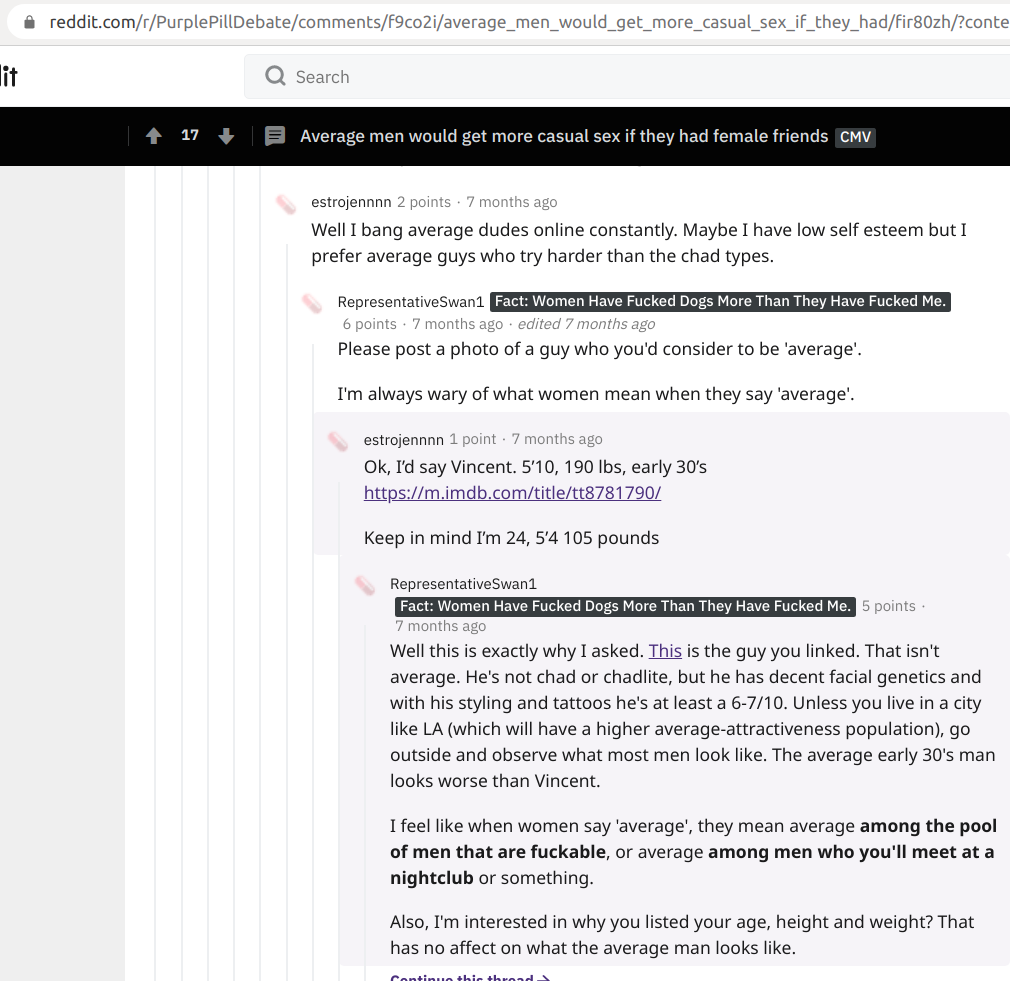 reddit.com/r/PurplePillDebate/comments/f9co2i/average_men_would_get_more_casual_sex_if_they_had/fir80zh/?conte
it
Search
17
Average men would get more casual sex if they had female friends CMV
estrojennnn 2 points · 7 months ago
Well I bang average dudes online constantly. Maybe I have low self esteem but I
prefer average guys who try harder than the chad types.
RepresentativeSwan1 Fact: Women Have Fucked Dogs More Than They Have Fucked Me.
6 points · 7 months ago · edited 7 months ago
Please post a photo of a guy who you'd consider to be 'average'.
I'm always wary of what women mean when they say 'average'.
estrojennnn 1 point · 7 months ago
Ok, I’d say Vincent. 5’10, 190 lbs, early 30’s
https://m.imdb.com/title/tt8781790/
Keep in mind I’m 24, 5’4 105 pounds
RepresentativeSwan1
Fact: Women Have Fucked Dogs More Than They Have Fucked Me. 5 points ·
7 months ago
Well this is exactly why I asked. This is the guy you linked. That isn't
average. He's not chad or chadlite, but he has decent facial genetics and
with his styling and tattoos he's at least a 6-7/10. Unless you live in a city
like LA (which will have a higher average-attractiveness population), go
outside and observe what most men look like. The average early 30's man
looks worse than Vincent.
I feel like when women say 'average', they mean average among the pool
of men that are fuckable, or average among men who you'll meet at a
nightclub or something.
Also, I'm interested in why you listed your age, height and weight? That
has no affect on what the average man looks like.
Continue this thread →